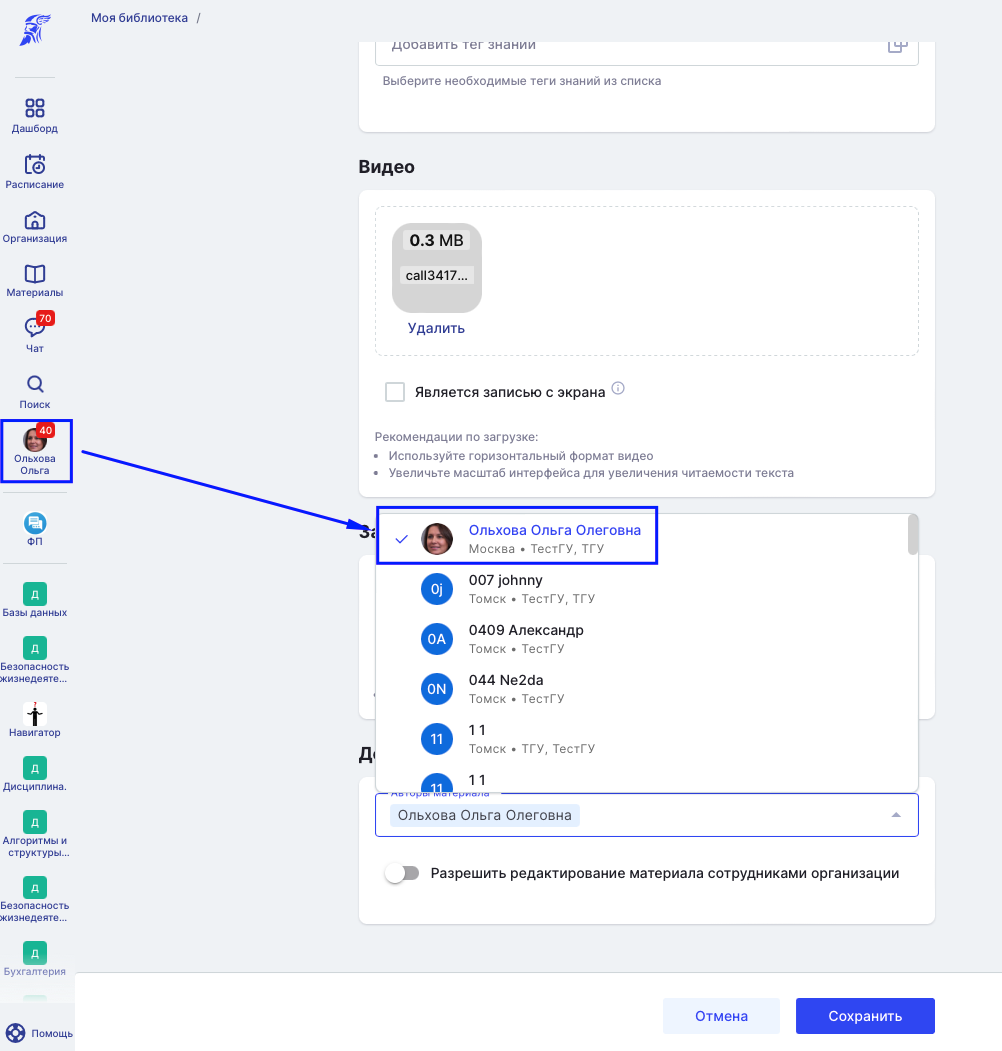 Моя библиотека /
Дашборд
Расписание
Организация
Материалы
70
Чат
Поиск
40
Ольхова
Ольга
ФП
Д
Базы данных
Д
Безопасность
жизнедеяте...
Навигатор
Д
Дисциплина.
Д
Алгоритмы и
структуры...
Д
Безопасность
жизнедеяте...
Д
Бухгалтерия
Помощь
Добавить тег знаний
Выберите необходимые теги знаний из списка
Видео
0.3 MB
call3417...
Удалить
Является записью с экрана
Рекомендации по загрузке:
• Используйте горизонтальный формат видео
• Увеличьте масштаб интерфейса для увеличения читаемости текста
За
Ольхова Ольга Олеговна
Москва • ТестГУ, ТГУ
0j
007 johnny
Томск • ТестГУ, ТГУ
0A
0409 Александр
Томск • ТестГУ
0N
044 Ne2da
Томск • ТестГУ
11
1 1
Томск • ТГУ, ТестГУ
11
1 1
Д
Авторы материала
Ольхова Ольга Олеговна
Разрешить редактирование материала сотрудниками организации
Отмена
Сохранить